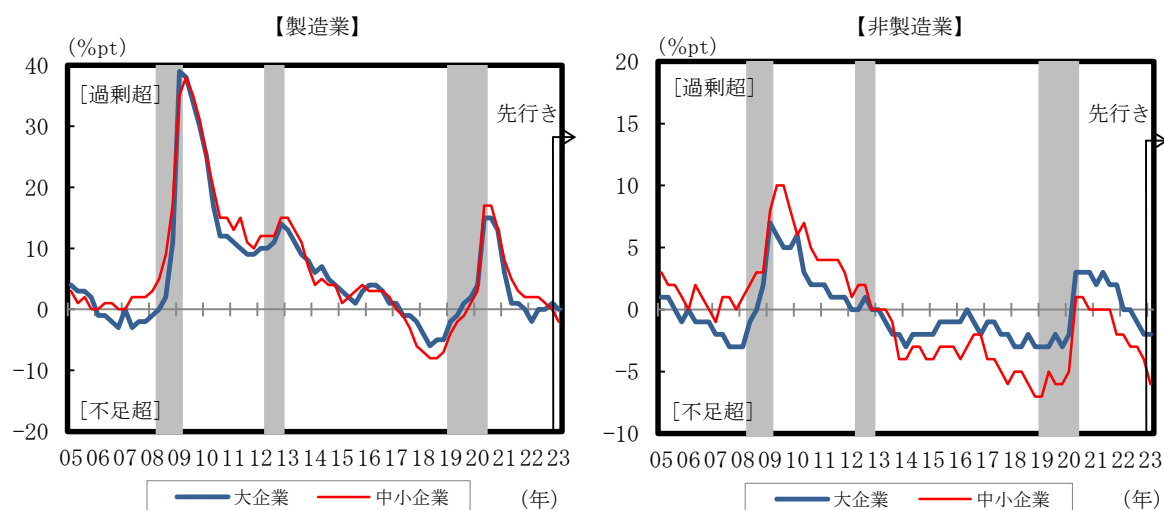 【製造業】
(%pt)
40
[過剰超]
先行き
30
20
10
0
-10
[不足超]
-20
05 06 07 08 09 10 11 12 13 14 15 16 17 18 19 20 21 22 23
大企業 中小企業
(年)
【非製造業】
(%pt)
20
[過剰超]
先行き
15
10
5
0
-5
[不足超]
-10
05 06 07 08 09 10 11 12 13 14 15 16 17 18 19 20 21 22 23
大企業 中小企業
(年)